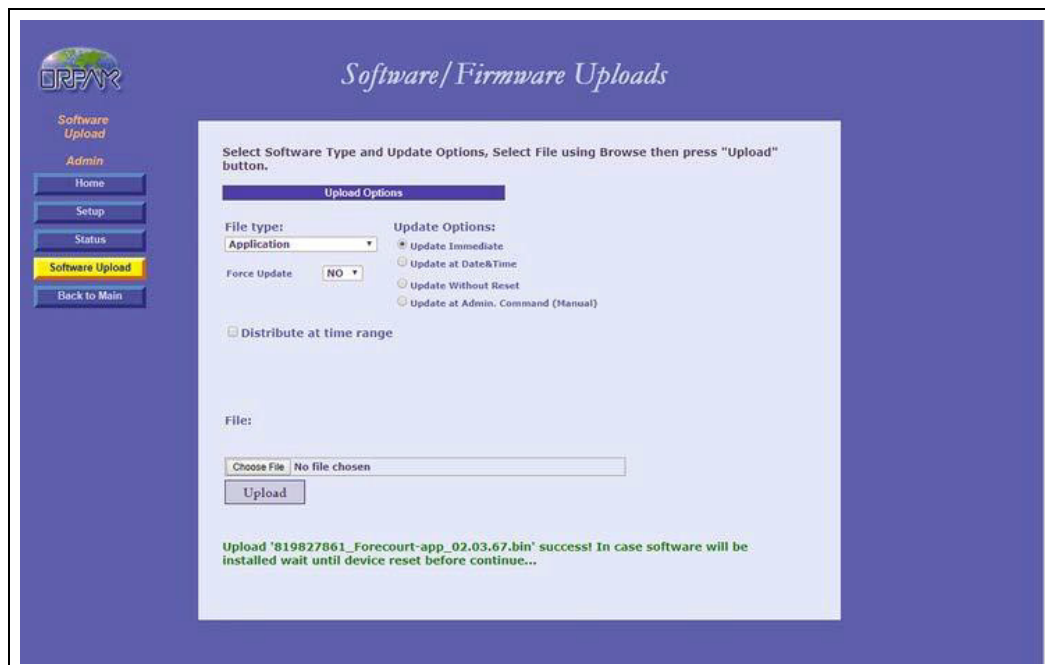 ORPAK
Software/Firmware Uploads
Software
Upload
Admin
Home
Setup
Status
Software Upload
Back to Main
Select Software Type and Update Options, Select File using Browse then press "Upload"
button.
Upload Options
File type:
Application
Force Update NO
Update Options:
Update Immediate
Update at Date&Time
Update Without Reset
Update at Admin. Command (Manual)
Distribute at time range
File:
Choose File No file chosen
Upload
Upload '819827861_Forecourt-app_02.03.67.bin' success! In case software will be
installed wait until device reset before continue...